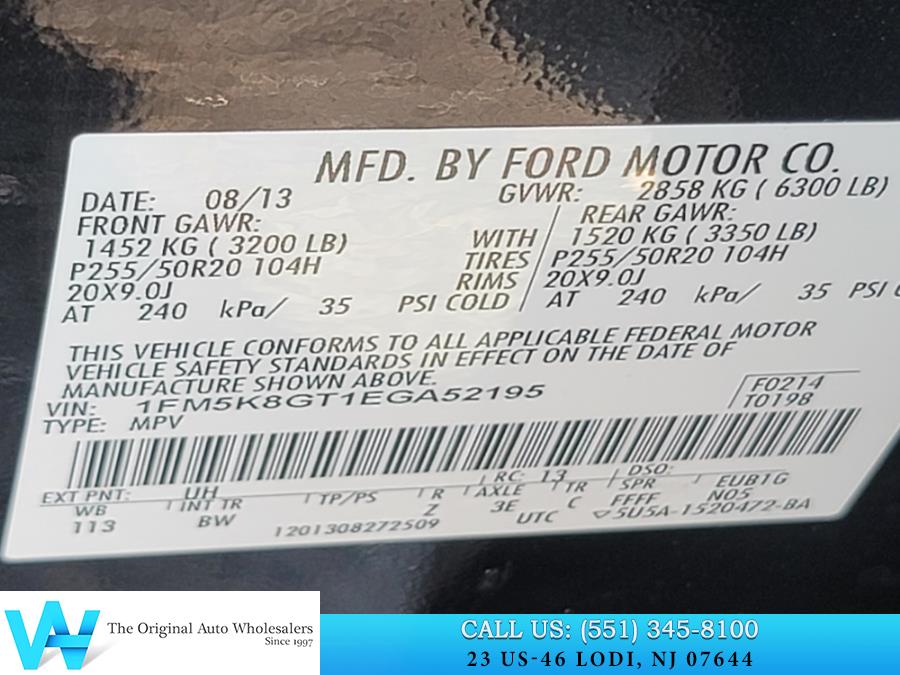 MFD. BY FORD MOTOR CO.
DATE: 08/13 GVWR: 2858 KG ( 6300 LB)
FRONT GAWR: REAR GAWR:
1452 KG ( 3200 LB) WITH 1520 KG ( 3350 LB)
P255/50R20 104H TIRES P255/50R20 104H
20X9.0J RIMS 20X9.0J
AT 240 kPa/ 35 PSI COLD AT 240 kPa/ 35 PSI
THIS VEHICLE CONFORMS TO ALL APPLICABLE FEDERAL MOTOR
VEHICLE SAFETY STANDARDS IN EFFECT ON THE DATE OF
MANUFACTURE SHOWN ABOVE.
VIN: 1FM5K8GT1EGA52195 F0214
TYPE: MPV T0198
RC: 13 DSO:
EXT PNT: UH EUB1G
WB INT TR TP/PS R AXLE TR SPR N05
113 BW Z 3E C FFFF
1201308272509 UTC ▽5U5A-1520472-BA
The Original Auto Wholesalers
Since 1997
CALL US: (551) 345-8100
23 US-46 LODI, NJ 07644